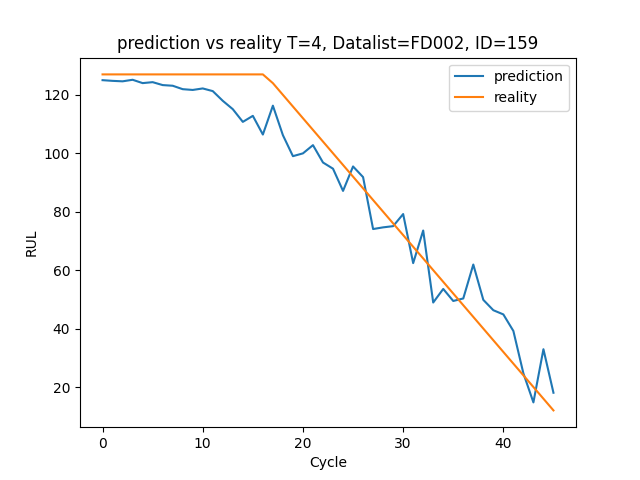 prediction vs reality T=4, Datalist=FD002, ID=159
prediction
reality
120
100
80
60
40
20
RUL
0
10
20
30
40
Cycle